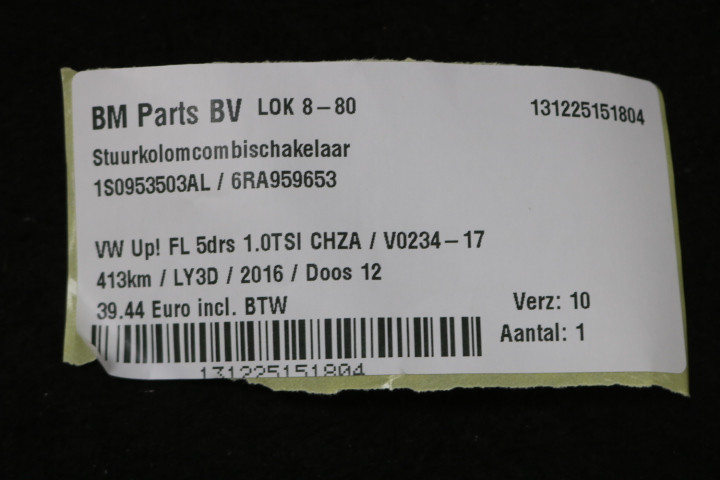 BM Parts BV LOK 8-80 131225151804
Stuurkolomcombischakelaar
1S0953503AL / 6RA959653
VW Up! FL 5drs 1.0TSI CHZA / V0234-17
413km / LY3D / 2016 / Doos 12
39.44 Euro incl. BTW Verz: 10
Aantal: 1
131225151804